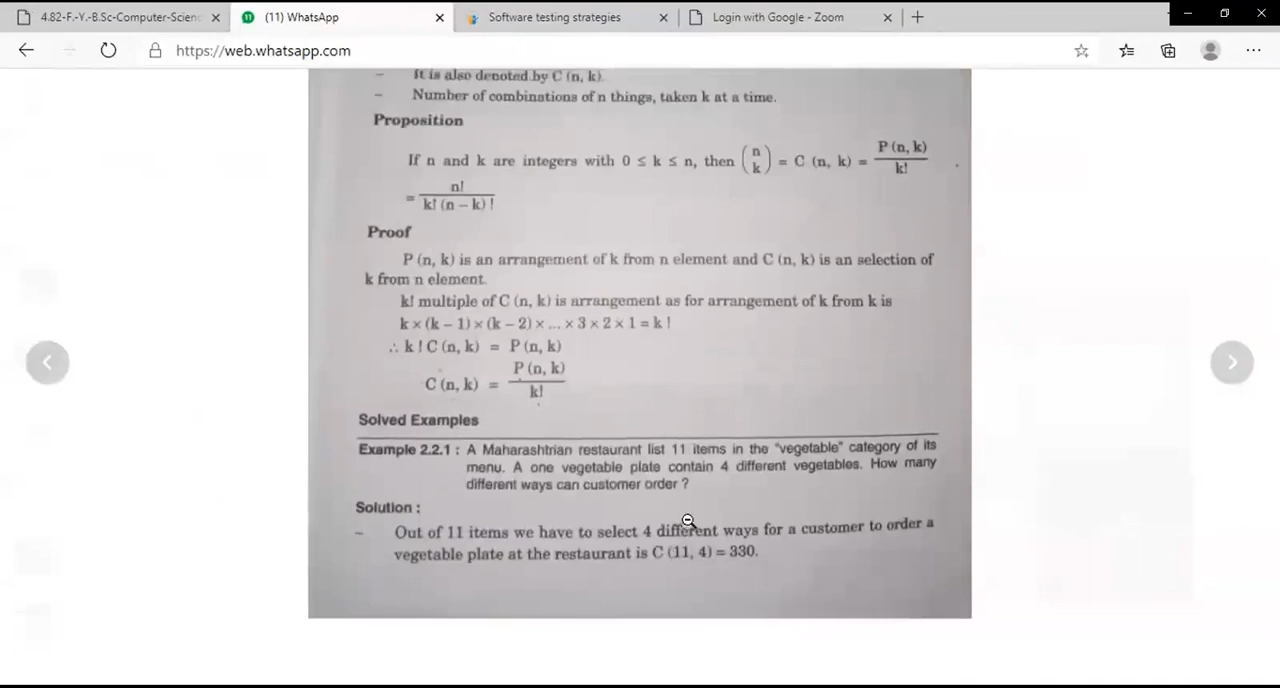 4.82-F.-Y.-B.Sc-Computer-Scien
(11) WhatsApp
Software testing strategies
Login with Google - Zoom
https://web.whatsapp.com
- It is also denoted by C (n, k).
- Number of combinations of n things, taken k at a time.
Proposition
If n and k are integers with 0 ≤ k ≤ n, then (n k) = C (n, k) = P (n, k) / k!
= n! / k! (n – k) !
Proof
P (n, k) is an arrangement of k from n element and C (n, k) is an selection of
k from n element.
k! multiple of C (n, k) is arrangement as for arrangement of k from k is
k × (k – 1) × (k – 2) × ... × 3 × 2 × 1 = k !
∴ k ! C (n, k) = P (n, k)
C (n, k) = P (n, k) / k!
Solved Examples
Example 2.2.1 : A Maharashtrian restaurant list 11 items in the "vegetable" category of its
menu. A one vegetable plate contain 4 different vegetables. How many
different ways can customer order ?
Solution :
– Out of 11 items we have to select 4 different ways for a customer to order a
vegetable plate at the restaurant is C (11, 4) = 330.